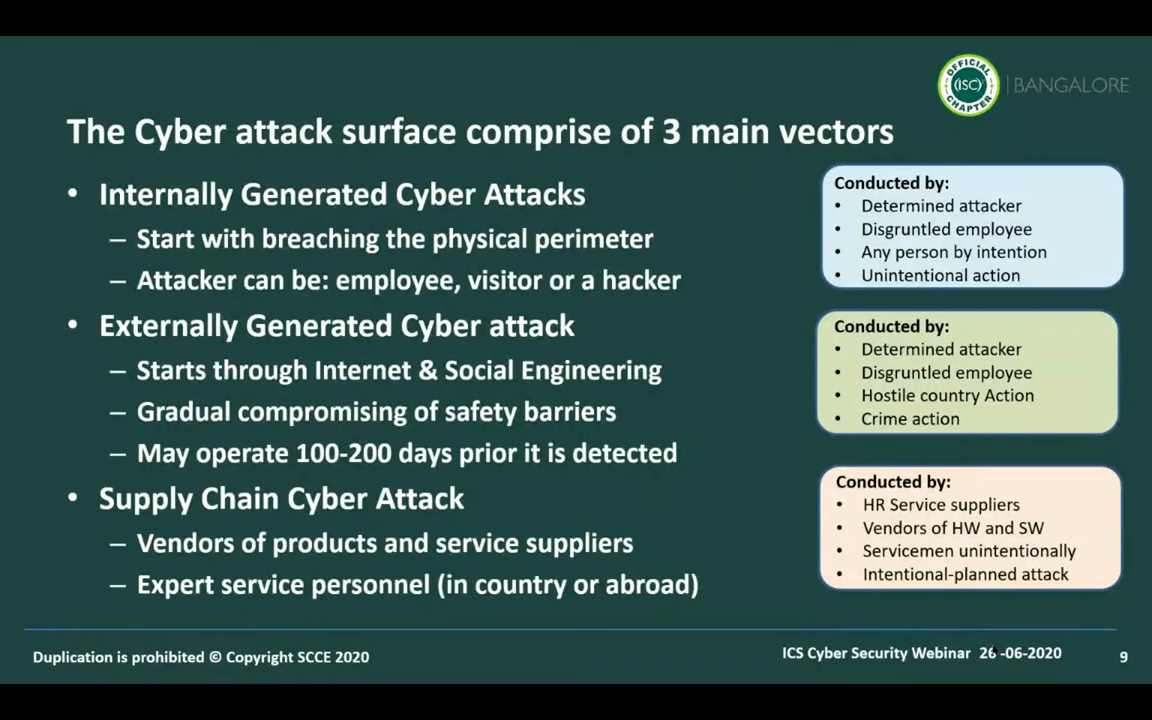 OFFICIAL
(ISC)
CHAPTER
BANGALORE
The Cyber attack surface comprise of 3 main vectors
• Internally Generated Cyber Attacks
– Start with breaching the physical perimeter
– Attacker can be: employee, visitor or a hacker
• Externally Generated Cyber attack
– Starts through Internet & Social Engineering
– Gradual compromising of safety barriers
– May operate 100-200 days prior it is detected
• Supply Chain Cyber Attack
– Vendors of products and service suppliers
– Expert service personnel (in country or abroad)
Conducted by:
• Determined attacker
• Disgruntled employee
• Any person by intention
• Unintentional action
Conducted by:
• Determined attacker
• Disgruntled employee
• Hostile country Action
• Crime action
Conducted by:
• HR Service suppliers
• Vendors of HW and SW
• Servicemen unintentionally
• Intentional-planned attack
Duplication is prohibited © Copyright SCCE 2020
ICS Cyber Security Webinar 26-06-2020
9